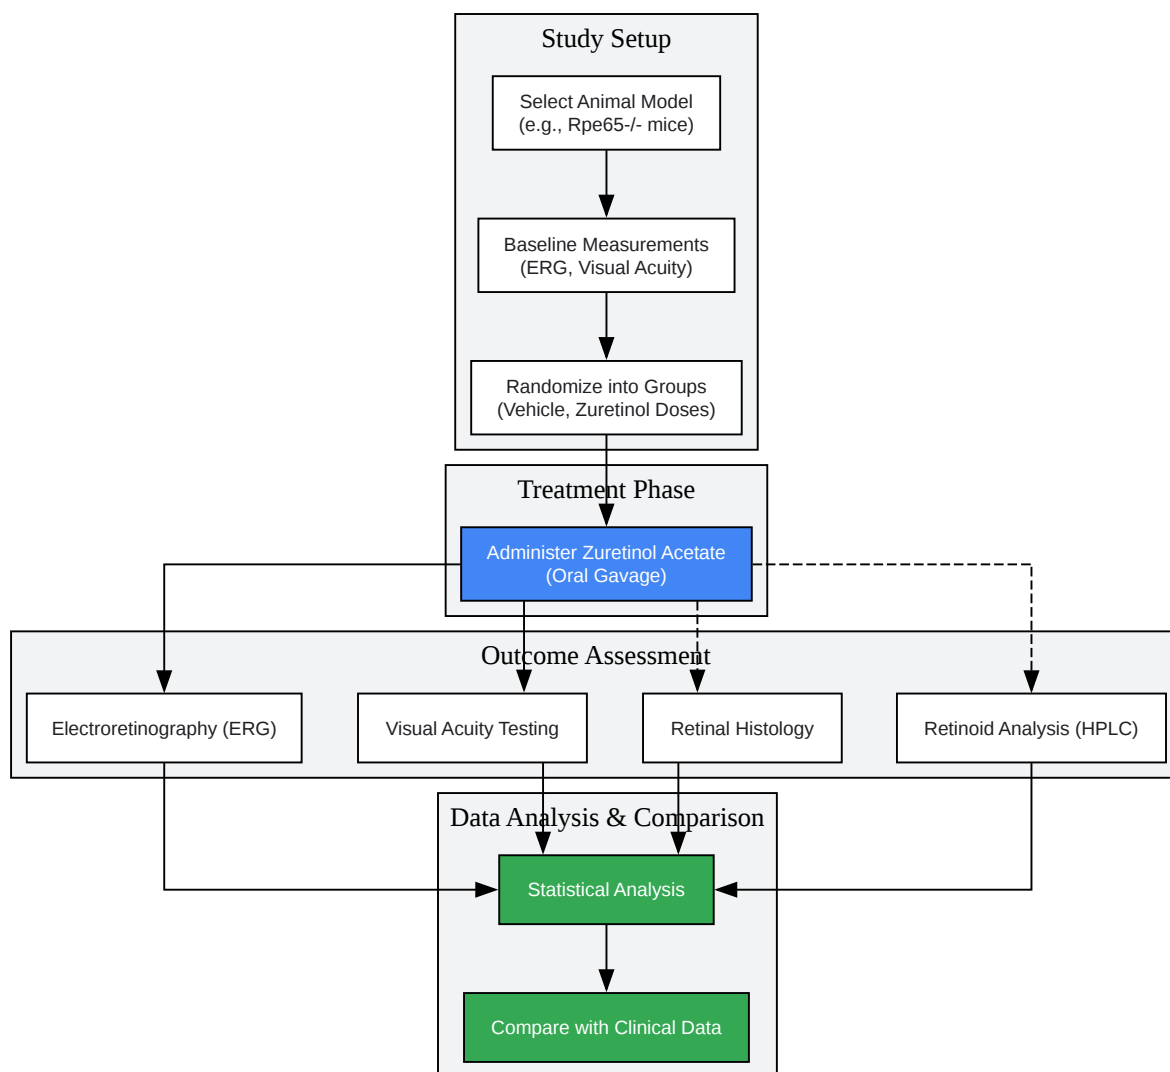 Study Setup
Select Animal Model
(e.g., Rpe65-/- mice)
Baseline Measurements
(ERG, Visual Acuity)
Randomize into Groups
(Vehicle, Zuretinol Doses)
Treatment Phase
Administer Zuretinol Acetate
(Oral Gavage)
Outcome Assessment
Electroretinography (ERG)
Visual Acuity Testing
Retinal Histology
Retinoid Analysis (HPLC)
Data Analysis & Comparison
Statistical Analysis
Compare with Clinical Data